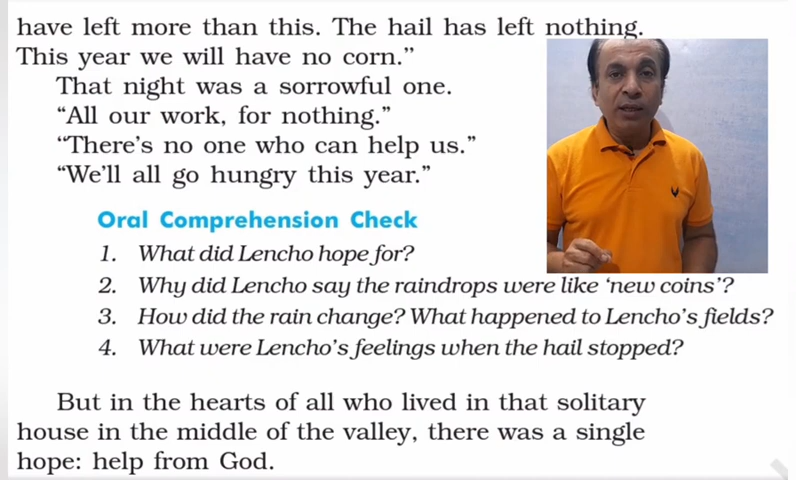 have left more than this. The hail has left nothing.
This year we will have no corn.”
That night was a sorrowful one.
“All our work, for nothing.”
“There’s no one who can help us.”
“We’ll all go hungry this year.”
Oral Comprehension Check
1. What did Lencho hope for?
2. Why did Lencho say the raindrops were like ‘new coins’?
3. How did the rain change? What happened to Lencho’s fields?
4. What were Lencho’s feelings when the hail stopped?
But in the hearts of all who lived in that solitary
house in the middle of the valley, there was a single
hope: help from God.